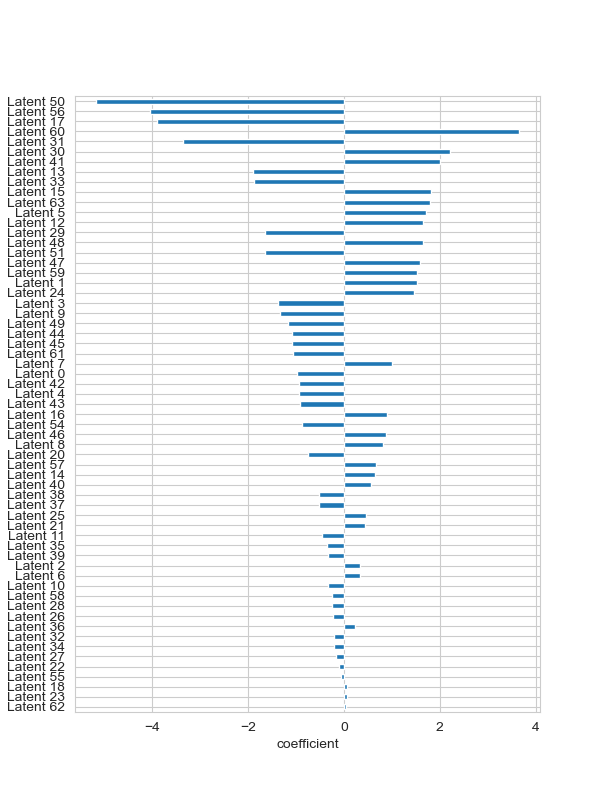 Latent 50
Latent 56
Latent 17
Latent 60
Latent 31
Latent 30
Latent 41
Latent 13
Latent 33
Latent 15
Latent 63
Latent 5
Latent 12
Latent 29
Latent 48
Latent 51
Latent 47
Latent 59
Latent 1
Latent 24
Latent 3
Latent 9
Latent 49
Latent 44
Latent 45
Latent 61
Latent 7
Latent 0
Latent 42
Latent 4
Latent 43
Latent 16
Latent 54
Latent 46
Latent 8
Latent 20
Latent 57
Latent 14
Latent 40
Latent 38
Latent 37
Latent 25
Latent 21
Latent 11
Latent 35
Latent 39
Latent 2
Latent 6
Latent 10
Latent 58
Latent 28
Latent 26
Latent 36
Latent 32
Latent 34
Latent 27
Latent 22
Latent 55
Latent 18
Latent 23
Latent 62
−4 −2 0 2 4
coefficient